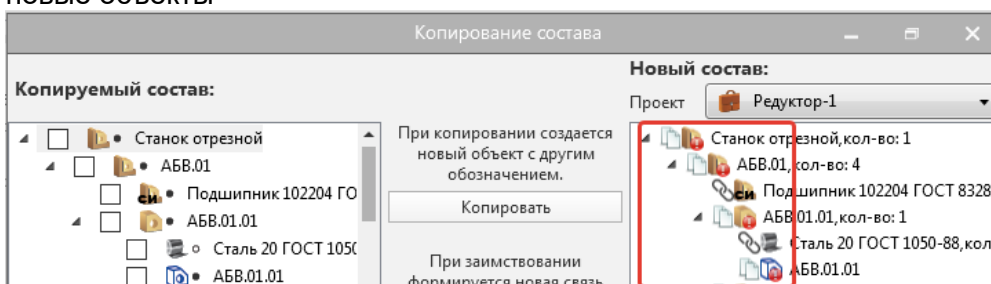 Копирование состава
Копируемый состав:
Станок отрезной
АБВ.01
Подшипник 102204 ГО
АБВ.01.01
Сталь 20 ГОСТ 1050
АБВ.01.01
При копировании создается
новый объект с другим
обозначением.
Копировать
При заимствовании
формируется новая связь
Новый состав:
Проект
Редуктор-1
Станок отрезной,кол-во: 1
АБВ.01,кол-во: 4
Подшипник 102204 ГОСТ 8328
АБВ.01.01,кол-во: 1
Сталь 20 ГОСТ 1050-88,кол
АБВ.01.01